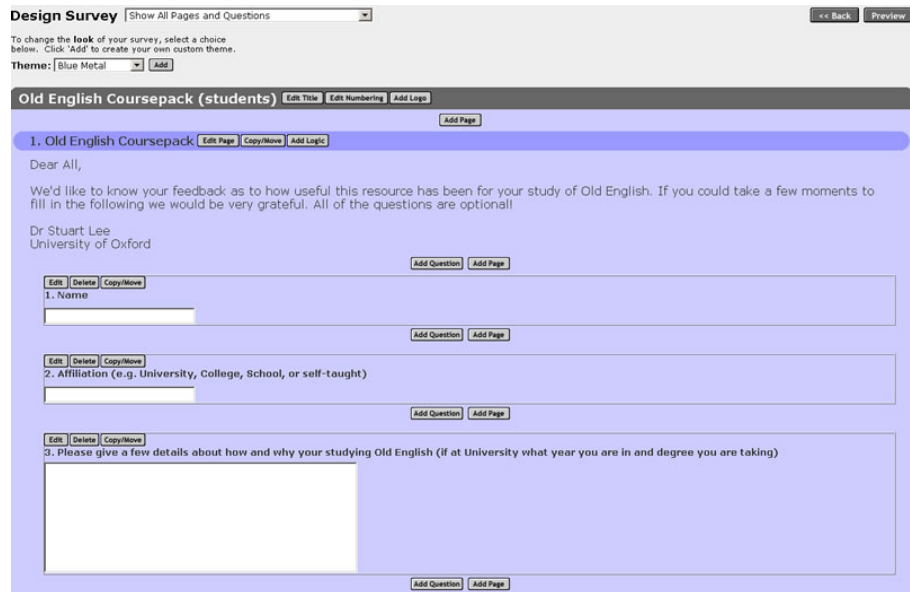 Design Survey Show All Pages and Questions << Back Preview
To change the look of your survey, select a choice
below. Click 'Add' to create your own custom theme.
Theme: Blue Metal Add
Old English Coursepack (students) Edit Title Edit Numbering Add Logo
Add Page
1. Old English Coursepack Edit Page Copy/Move Add Logic
Dear All,
We'd like to know your feedback as to how useful this resource has been for your study of Old English. If you could take a few moments to
fill in the following we would be very grateful. All of the questions are optional!
Dr Stuart Lee
University of Oxford
Add Question Add Page
Edit Delete Copy/Move
1. Name
Add Question Add Page
Edit Delete Copy/Move
2. Affiliation (e.g. University, College, School, or self-taught)
Add Question Add Page
Edit Delete Copy/Move
3. Please give a few details about how and why your studying Old English (if at University what year you are in and degree you are taking)
Add Question Add Page